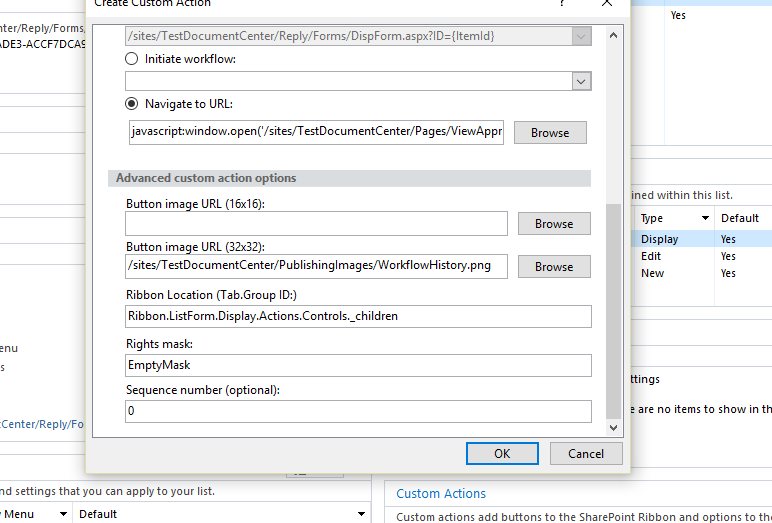 Create Custom Action
?
nter/Reply/Forms/
ADE3-ACCF7DCA9
Yes
/sites/TestDocumentCenter/Reply/Forms/DispForm.aspx?ID={ItemId}
Initiate workflow:
Navigate to URL:
javascript:window.open('/sites/TestDocumentCenter/Pages/ViewAppr
Browse
Advanced custom action options
Button image URL (16x16):
Browse
Button image URL (32x32):
/sites/TestDocumentCenter/PublishingImages/WorkflowHistory.png
Browse
Ribbon Location (Tab.Group ID:)
Ribbon.ListForm.Display.Actions.Controls._children
Rights mask:
EmptyMask
Sequence number (optional):
0
OK
Cancel
ined within this list.
Type
Default
Display
Yes
Edit
Yes
New
Yes
enu
s
ttings
e are no items to show in th
tCenter/Reply/Fo
nd settings that you can apply to your list.
y Menu
Default
Custom Actions
Custom actions add buttons to the SharePoint Ribbon and options to the